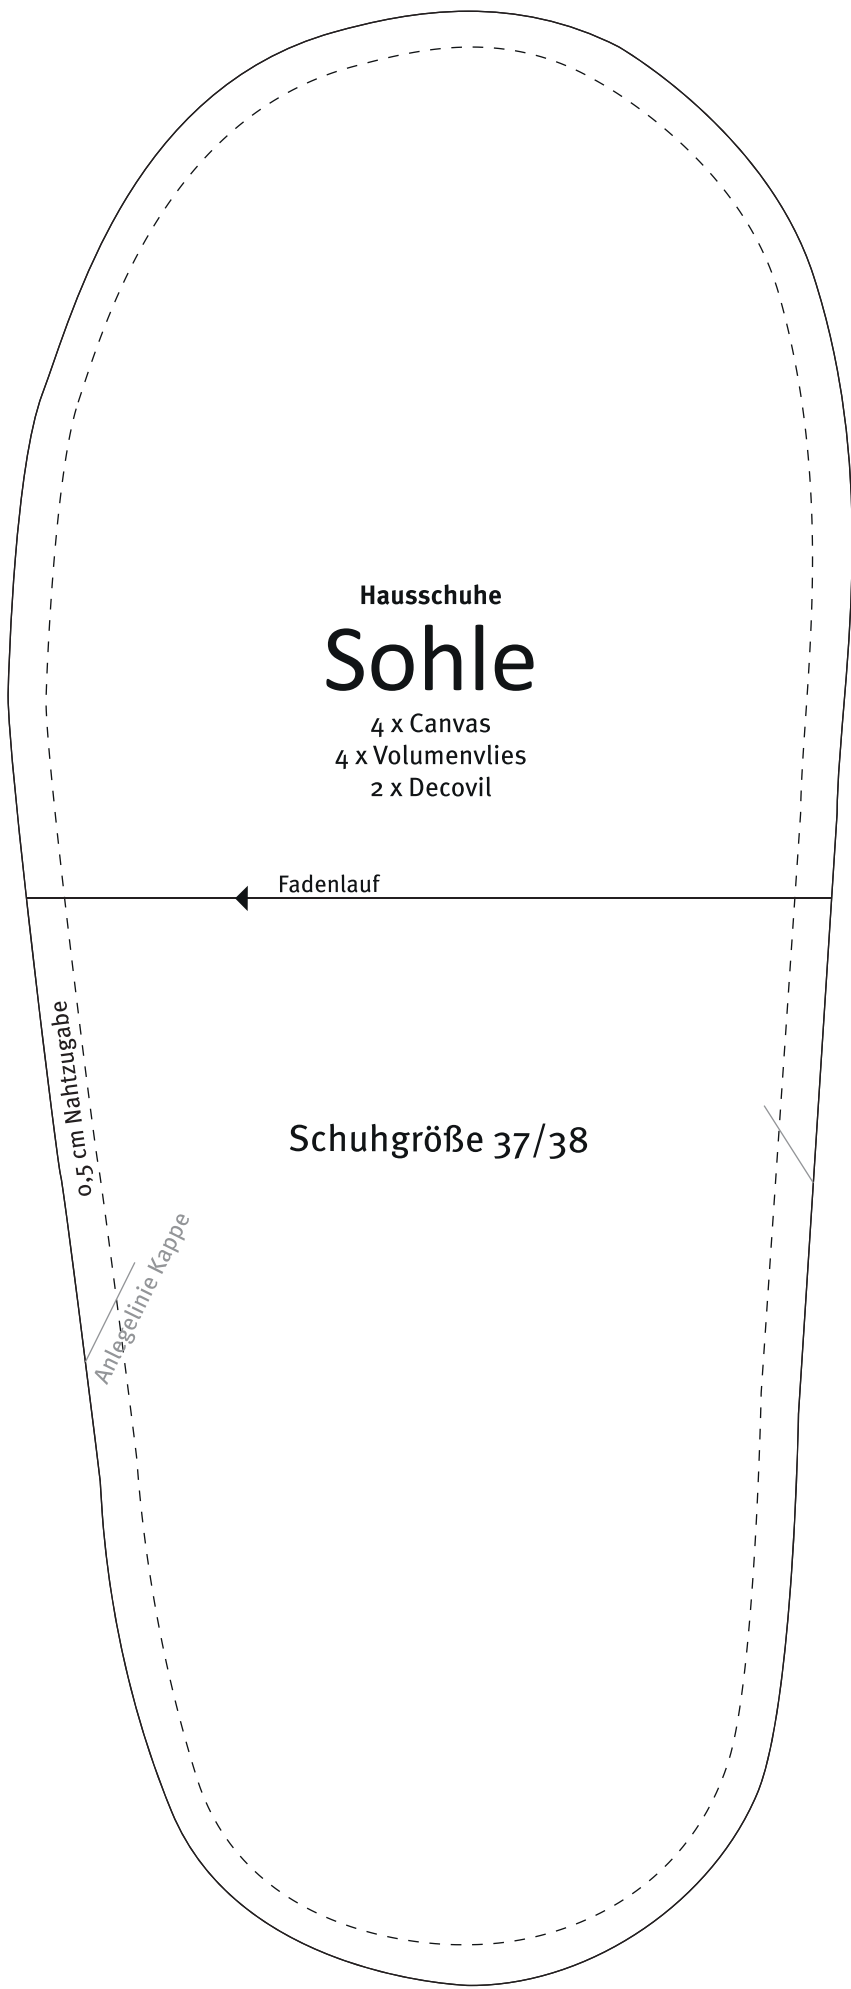 Hausschuhe
Sohle
4 x Canvas
4 x Volumenvlies
2 x Decovil
Fadenlauf
0,5 cm Nahtzugabe
Schuhgröße 37/38
Anlegelinie Kappe